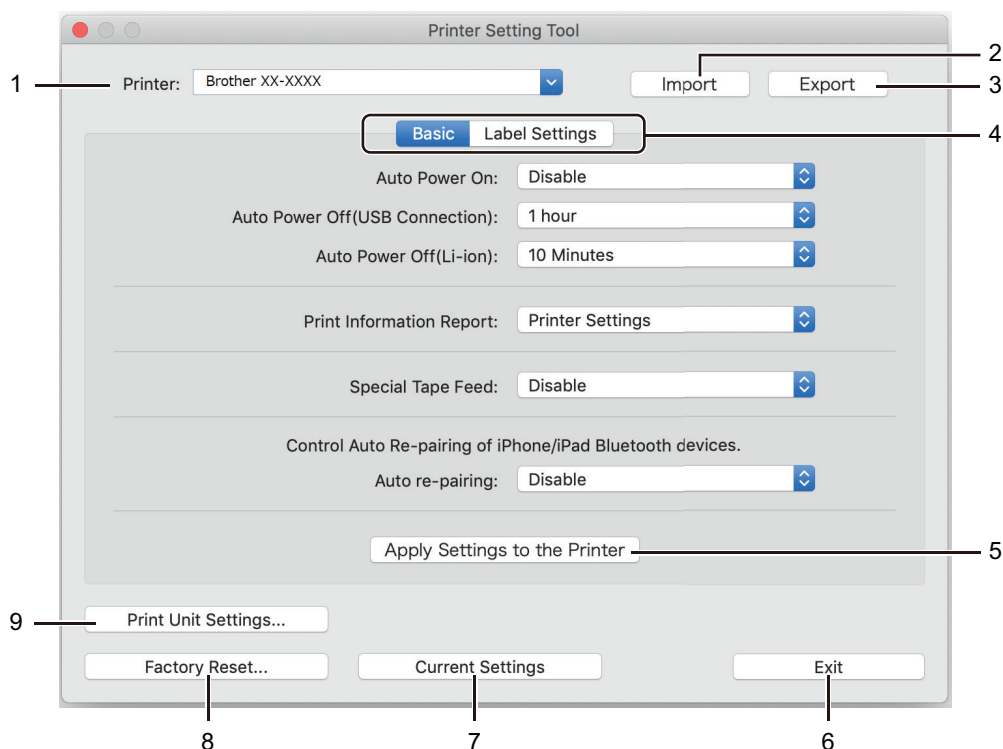 Printer Setting Tool
2
1 Printer: Brother XX-XXXX Import Export 3
Basic Label Settings 4
Auto Power On: Disable
Auto Power Off(USB Connection): 1 hour
Auto Power Off(Li-ion): 10 Minutes
Print Information Report: Printer Settings
Special Tape Feed: Disable
Control Auto Re-pairing of iPhone/iPad Bluetooth devices.
Auto re-pairing: Disable
Apply Settings to the Printer 5
9 Print Unit Settings...
Factory Reset... Current Settings Exit
8 7 6